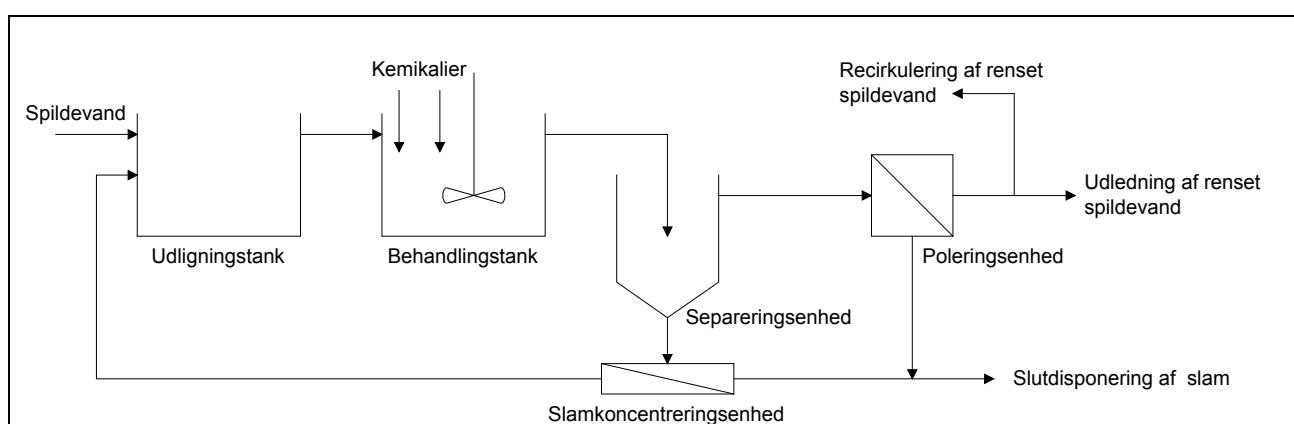 Spildevand
Kemikalier
Recirkulering af renset
spildevand
Udledning af renset
spildevand
Udligningstank
Behandlingstank
Poleringsenhed
Separeringsenhed
Slutdisponering af slam
Slamkoncentreringsenhed